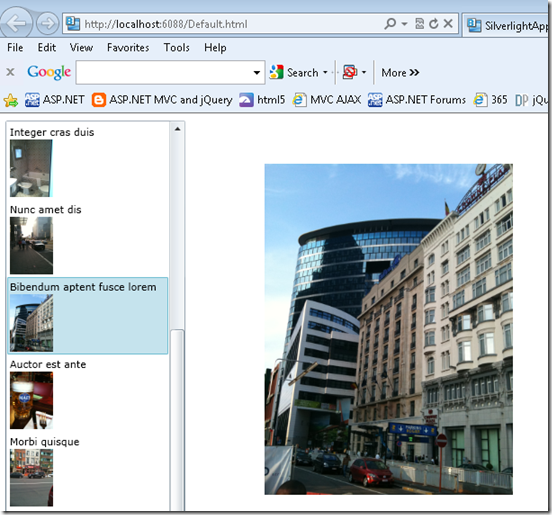 http://localhost:6088/Default.html
SilverlightApp
File Edit View Favorites Tools Help
x Google Search More »
ASP.NET ASP.NET MVC and jQuery html5 MVC AJAX ASP.NET Forums 365 DP jQ
Integer cras duis
Nunc amet dis
Bibendum aptent fusce lorem
Auctor est ante
Morbi quisque